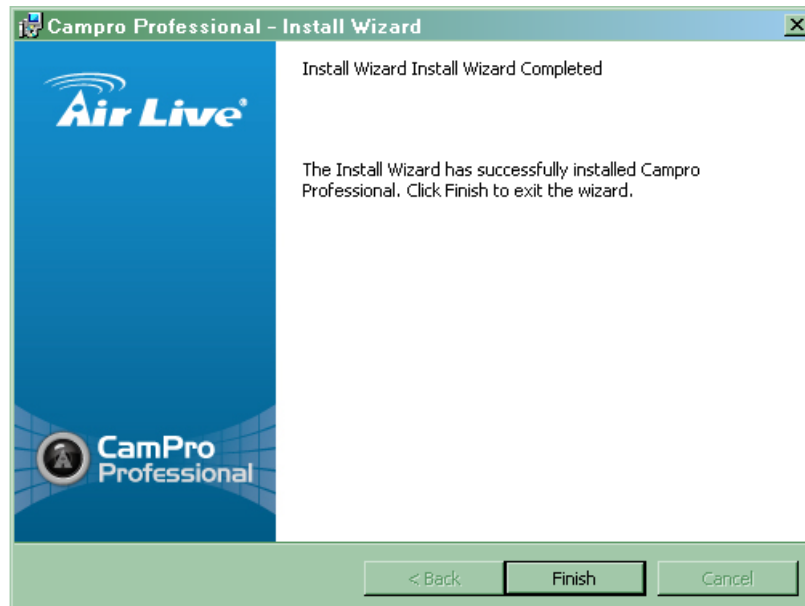 Campro Professional - Install Wizard
Air Live®
Install Wizard Install Wizard Completed
The Install Wizard has successfully installed Campro
Professional. Click Finish to exit the wizard.
CamPro
Professional
< Back
Finish
Cancel